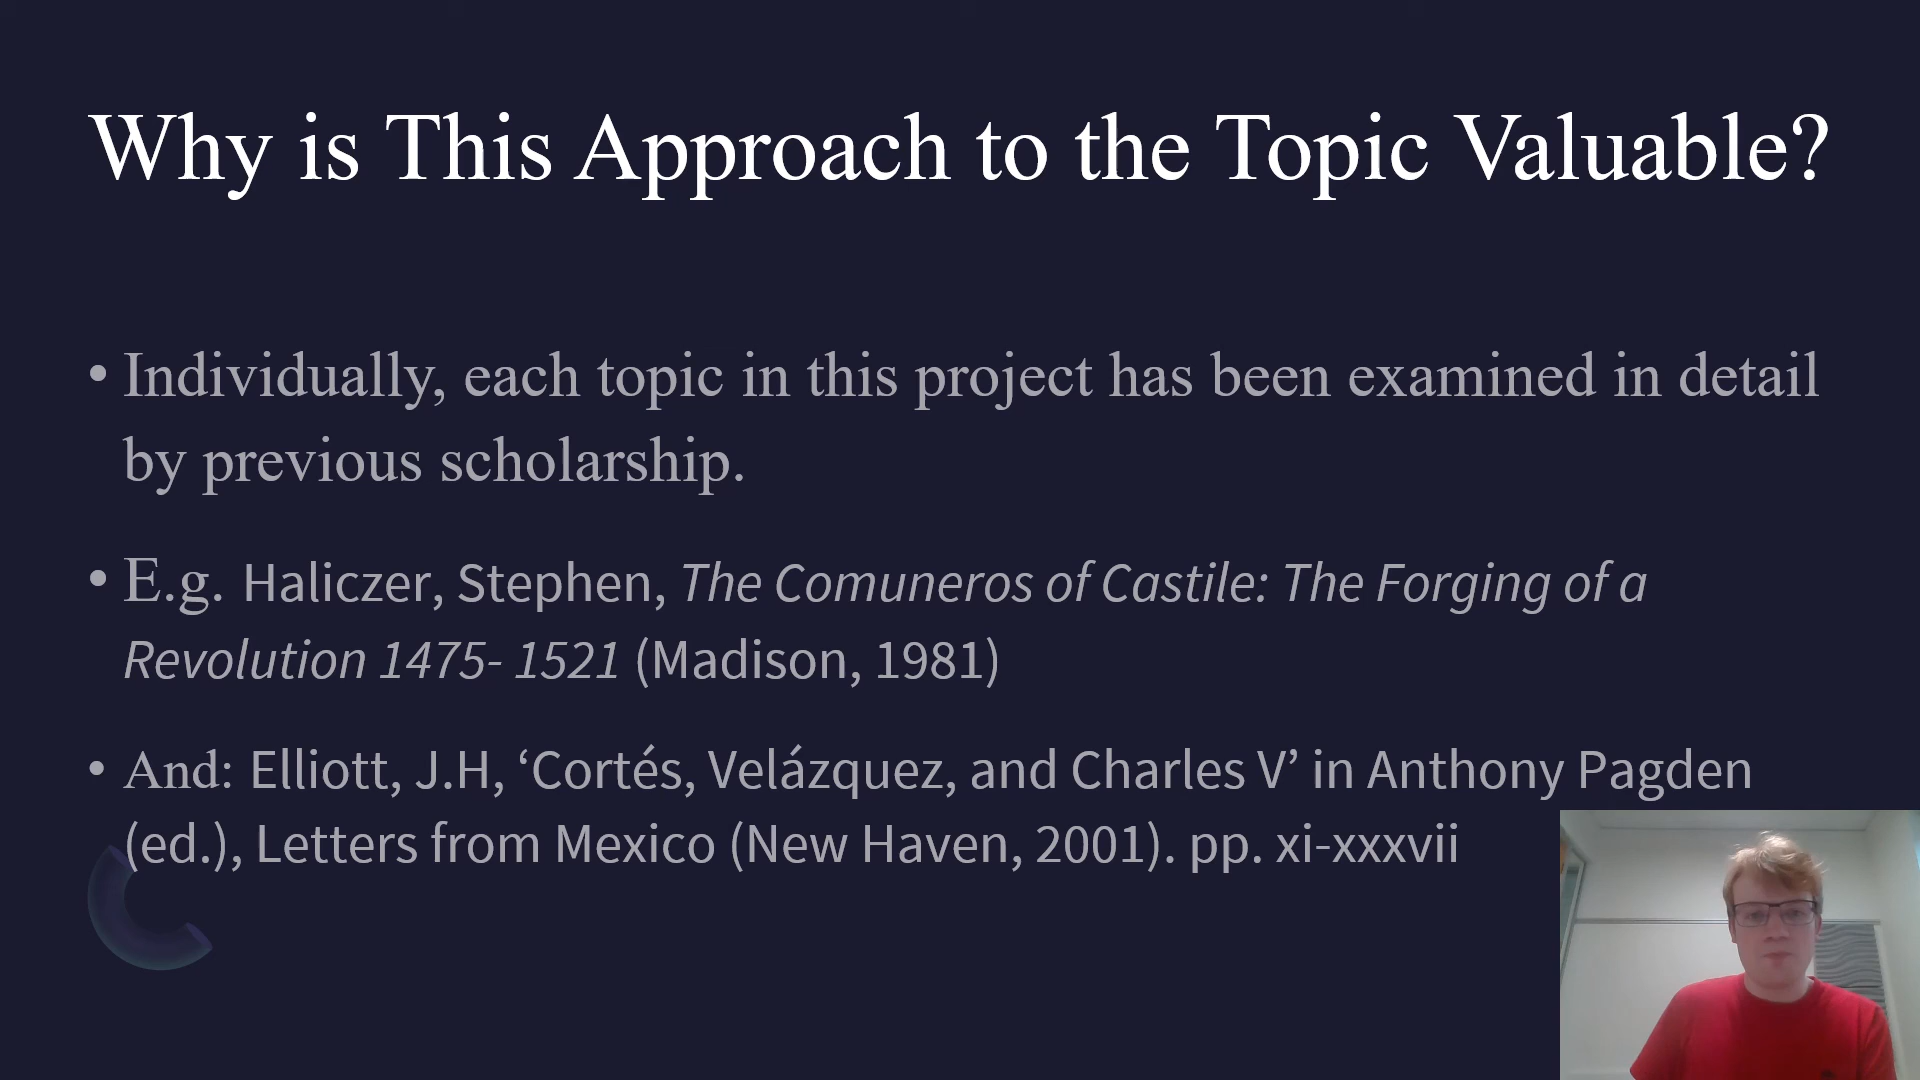 Why is This Approach to the Topic Valuable?
• Individually, each topic in this project has been examined in detail
by previous scholarship.
• E.g. Haliczer, Stephen, The Comuneros of Castile: The Forging of a
Revolution 1475- 1521 (Madison, 1981)
• And: Elliott, J.H, ‘Cortés, Velázquez, and Charles V’ in Anthony Pagden
(ed.), Letters from Mexico (New Haven, 2001). pp. xi-xxxvii